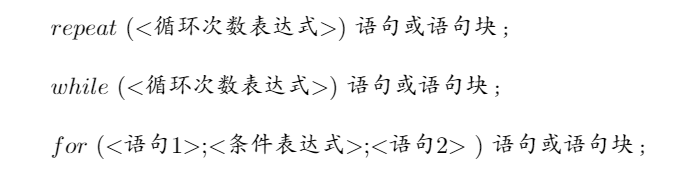 repeat (<循环次数表达式>) 语句或语句块;
while (<循环次数表达式>) 语句或语句块;
for (<语句1>;<条件表达式>;<语句2> ) 语句或语句块;